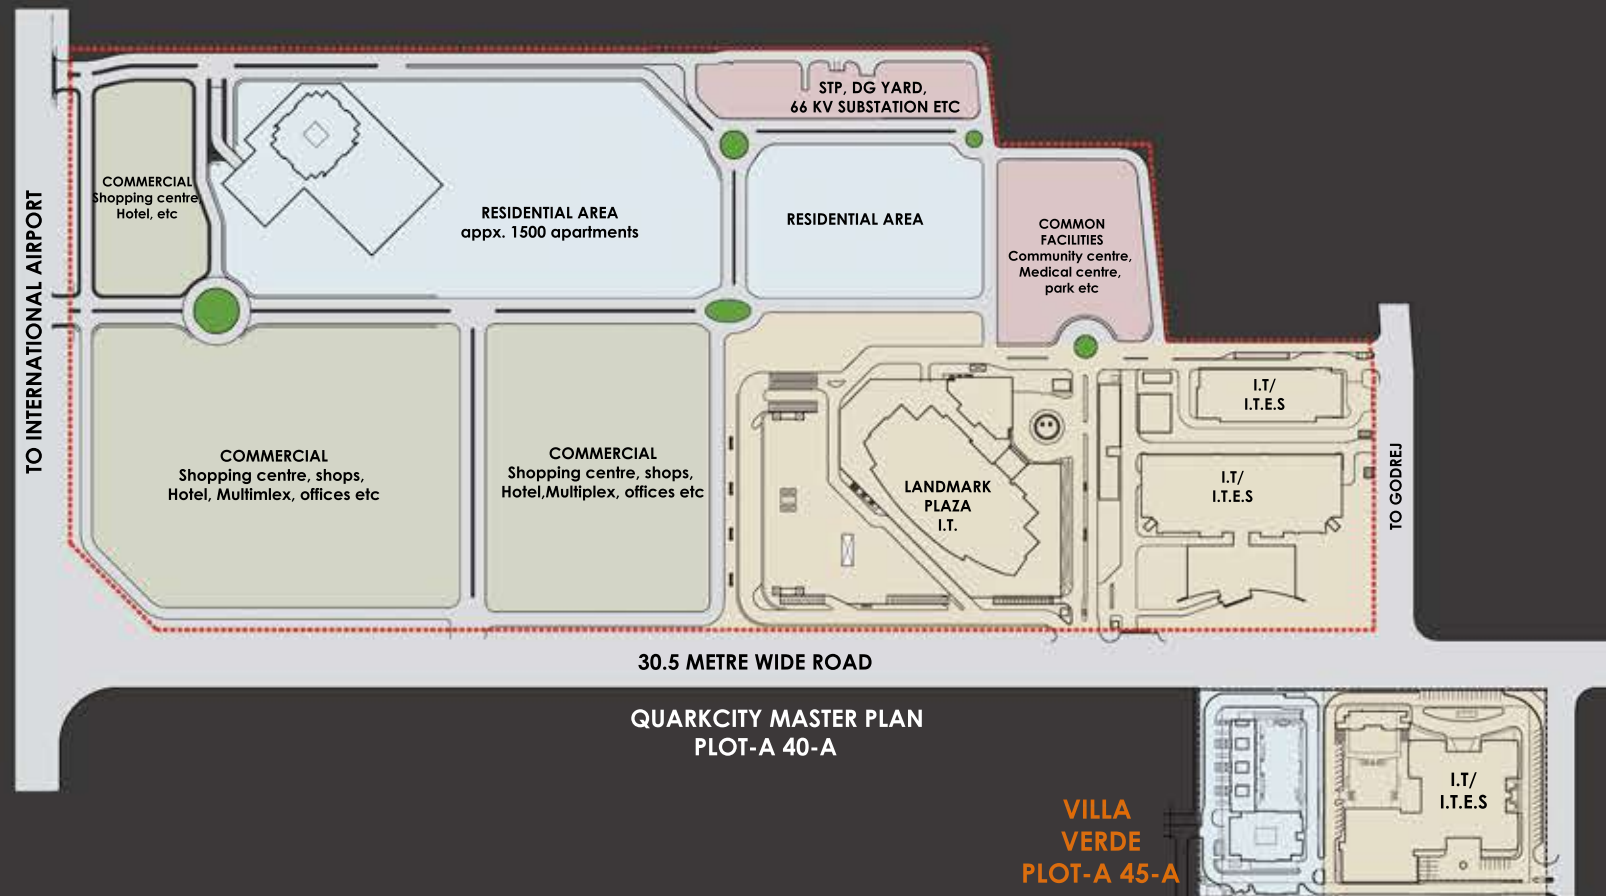 STP, DG YARD,
66 KV SUBSTATION ETC
COMMERCIAL
Shopping centre,
Hotel, etc
RESIDENTIAL AREA
appx. 1500 apartments
RESIDENTIAL AREA
COMMON
FACILITIES
Community centre,
Medical centre,
park etc
TO INTERNATIONAL AIRPORT
COMMERCIAL
Shopping centre, shops,
Hotel, Multimlex, offices etc
COMMERCIAL
Shopping centre, shops,
Hotel,Multiplex, offices etc
LANDMARK
PLAZA
I.T.
I.T/
I.T.E.S
I.T/
I.T.E.S
TO GODREJ
30.5 METRE WIDE ROAD
QUARKCITY MASTER PLAN
PLOT-A 40-A
VILLA
VERDE
PLOT-A 45-A
I.T/
I.T.E.S